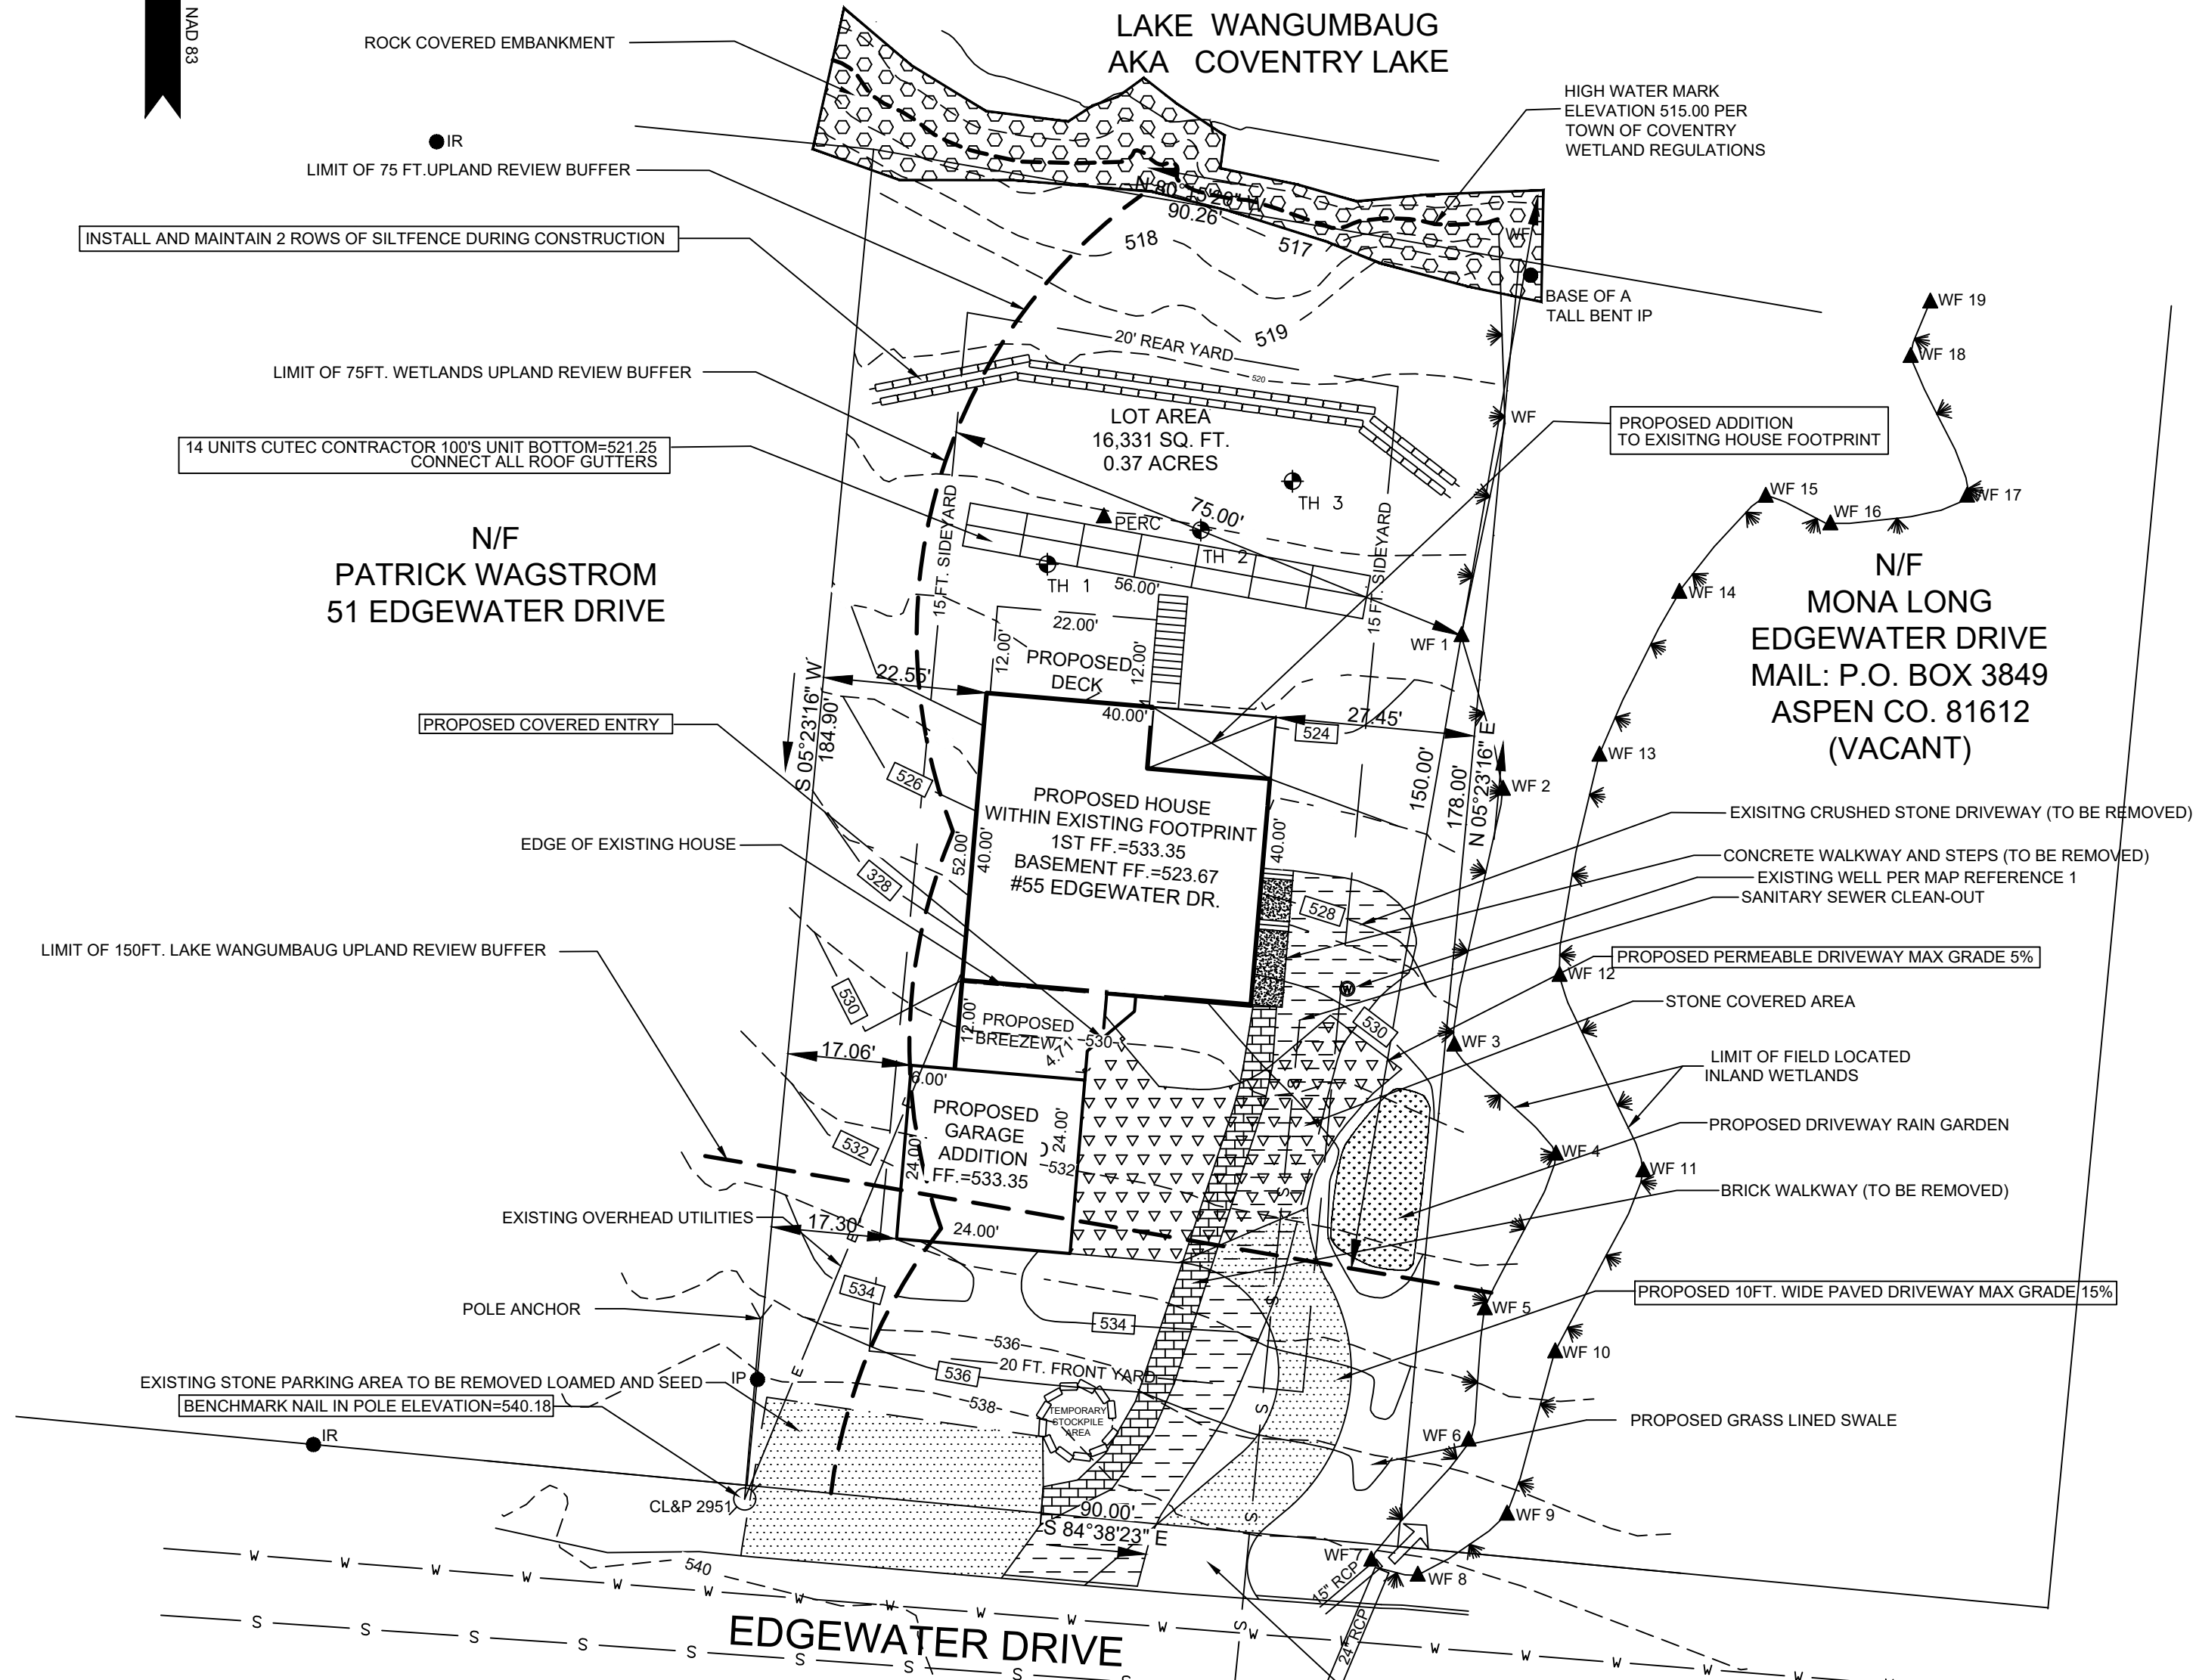 NAD 83
LAKE WANGUMBAUG
AKA COVENTRY LAKE
ROCK COVERED EMBANKMENT
IR
LIMIT OF 75 FT.UPLAND REVIEW BUFFER
HIGH WATER MARK
ELEVATION 515.00 PER
TOWN OF COVENTRY
WETLAND REGULATIONS
N 80°15'26" W
90.26'
INSTALL AND MAINTAIN 2 ROWS OF SILTFENCE DURING CONSTRUCTION
518
517
WF
BASE OF A
TALL BENT IP
WF 19
519
20' REAR YARD
WF 18
520
LIMIT OF 75FT. WETLANDS UPLAND REVIEW BUFFER
LOT AREA
16,331 SQ. FT.
0.37 ACRES
WF
PROPOSED ADDITION
TO EXISITNG HOUSE FOOTPRINT
14 UNITS CUTEC CONTRACTOR 100'S UNIT BOTTOM=521.25
CONNECT ALL ROOF GUTTERS
TH 3
WF 15
WF 17
WF 16
15 FT. SIDEYARD
PERC
75.00'
TH 2
TH 1
56.00'
15 FT. SIDEYARD
N/F
PATRICK WAGSTROM
51 EDGEWATER DRIVE
WF 14
N/F
MONA LONG
EDGEWATER DRIVE
MAIL: P.O. BOX 3849
ASPEN CO. 81612
(VACANT)
WF 1
22.00'
12.00'
PROPOSED
DECK
12.00'
22.55'
S 05°23'16" W
184.90'
40.00'
27.45'
524
PROPOSED COVERED ENTRY
526
150.00'
178.00'
N 05°23'16" E
WF 2
WF 13
PROPOSED HOUSE
WITHIN EXISTING FOOTPRINT
1ST FF.=533.35
BASEMENT FF.=523.67
#55 EDGEWATER DR.
52.00'
40.00'
40.00'
EXISITNG CRUSHED STONE DRIVEWAY (TO BE REMOVED)
EDGE OF EXISTING HOUSE
328
CONCRETE WALKWAY AND STEPS (TO BE REMOVED)
EXISTING WELL PER MAP REFERENCE 1
SANITARY SEWER CLEAN-OUT
528
LIMIT OF 150FT. LAKE WANGUMBAUG UPLAND REVIEW BUFFER
PROPOSED PERMEABLE DRIVEWAY MAX GRADE 5%
WF 12
W
530
STONE COVERED AREA
530
12.00'
PROPOSED
BREEZEW
530
4.71'
WF 3
17.06'
LIMIT OF FIELD LOCATED
INLAND WETLANDS
6.00'
S
E
PROPOSED
GARAGE
ADDITION
FF.=533.35
24.00'
24.00'
532
532
PROPOSED DRIVEWAY RAIN GARDEN
WF 4
WF 11
S
BRICK WALKWAY (TO BE REMOVED)
EXISTING OVERHEAD UTILITIES
17.30'
E
24.00'
534
PROPOSED 10FT. WIDE PAVED DRIVEWAY MAX GRADE 15%
S
POLE ANCHOR
WF 5
534
536
WF 10
20 FT. FRONT YARD
E
536
EXISTING STONE PARKING AREA TO BE REMOVED LOAMED AND SEED
IP
BENCHMARK NAIL IN POLE ELEVATION=540.18
538
TEMPORARY
STOCKPILE
AREA
S
PROPOSED GRASS LINED SWALE
WF 6
IR
CL&P 2951
90.00'
S 84°38'23" E
S
WF 9
WF 7
WF 8
540
15" RCP
24" RCP
W W W W W W W W W W W W W W W W W W
EDGEWATER DRIVE
S S S S S S S S S
S